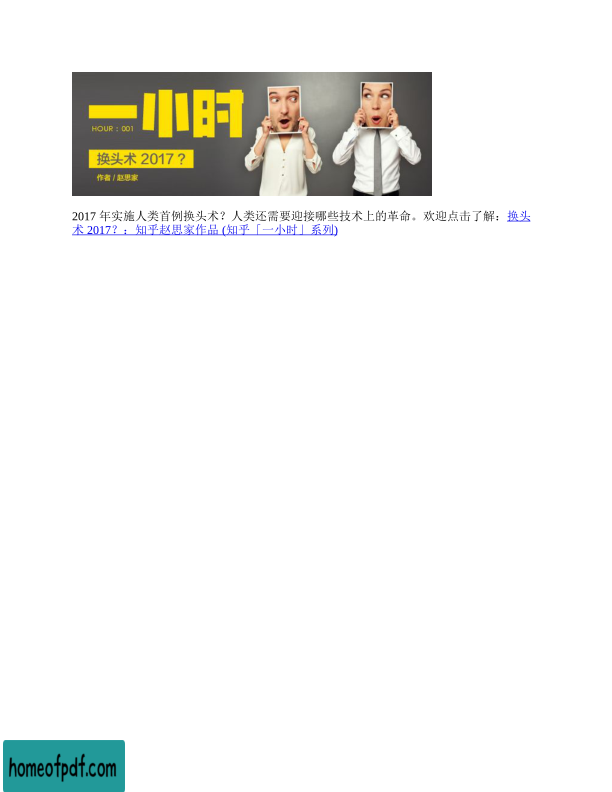 一小时
HOUR : 001
换头术 2017？
作者 / 赵思家
2017 年实施人类首例换头术？人类还需要迎接哪些技术上的革命。欢迎点击了解：换头
术 2017？：知乎赵思家作品 (知乎「一小时」系列)
homeofpdf.com